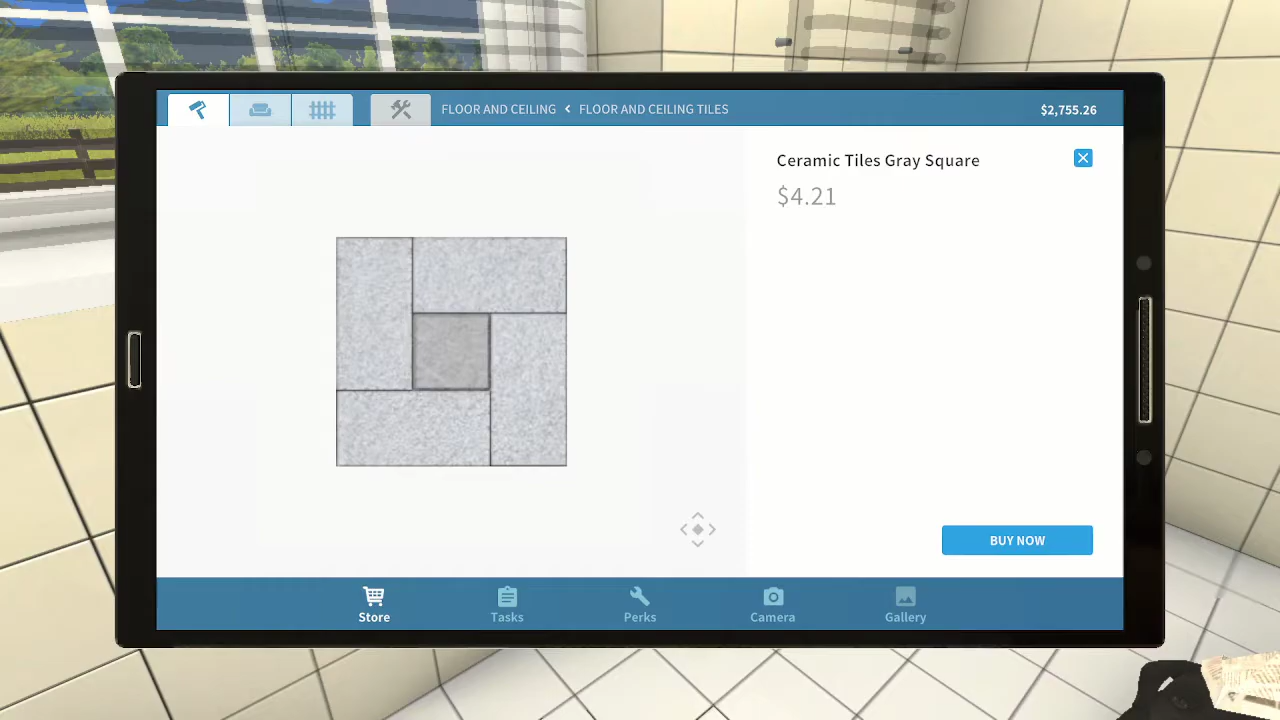 FLOOR AND CEILING < FLOOR AND CEILING TILES
$2,755.26
Ceramic Tiles Gray Square
$4.21
BUY NOW
Store
Tasks
Perks
Camera
Gallery